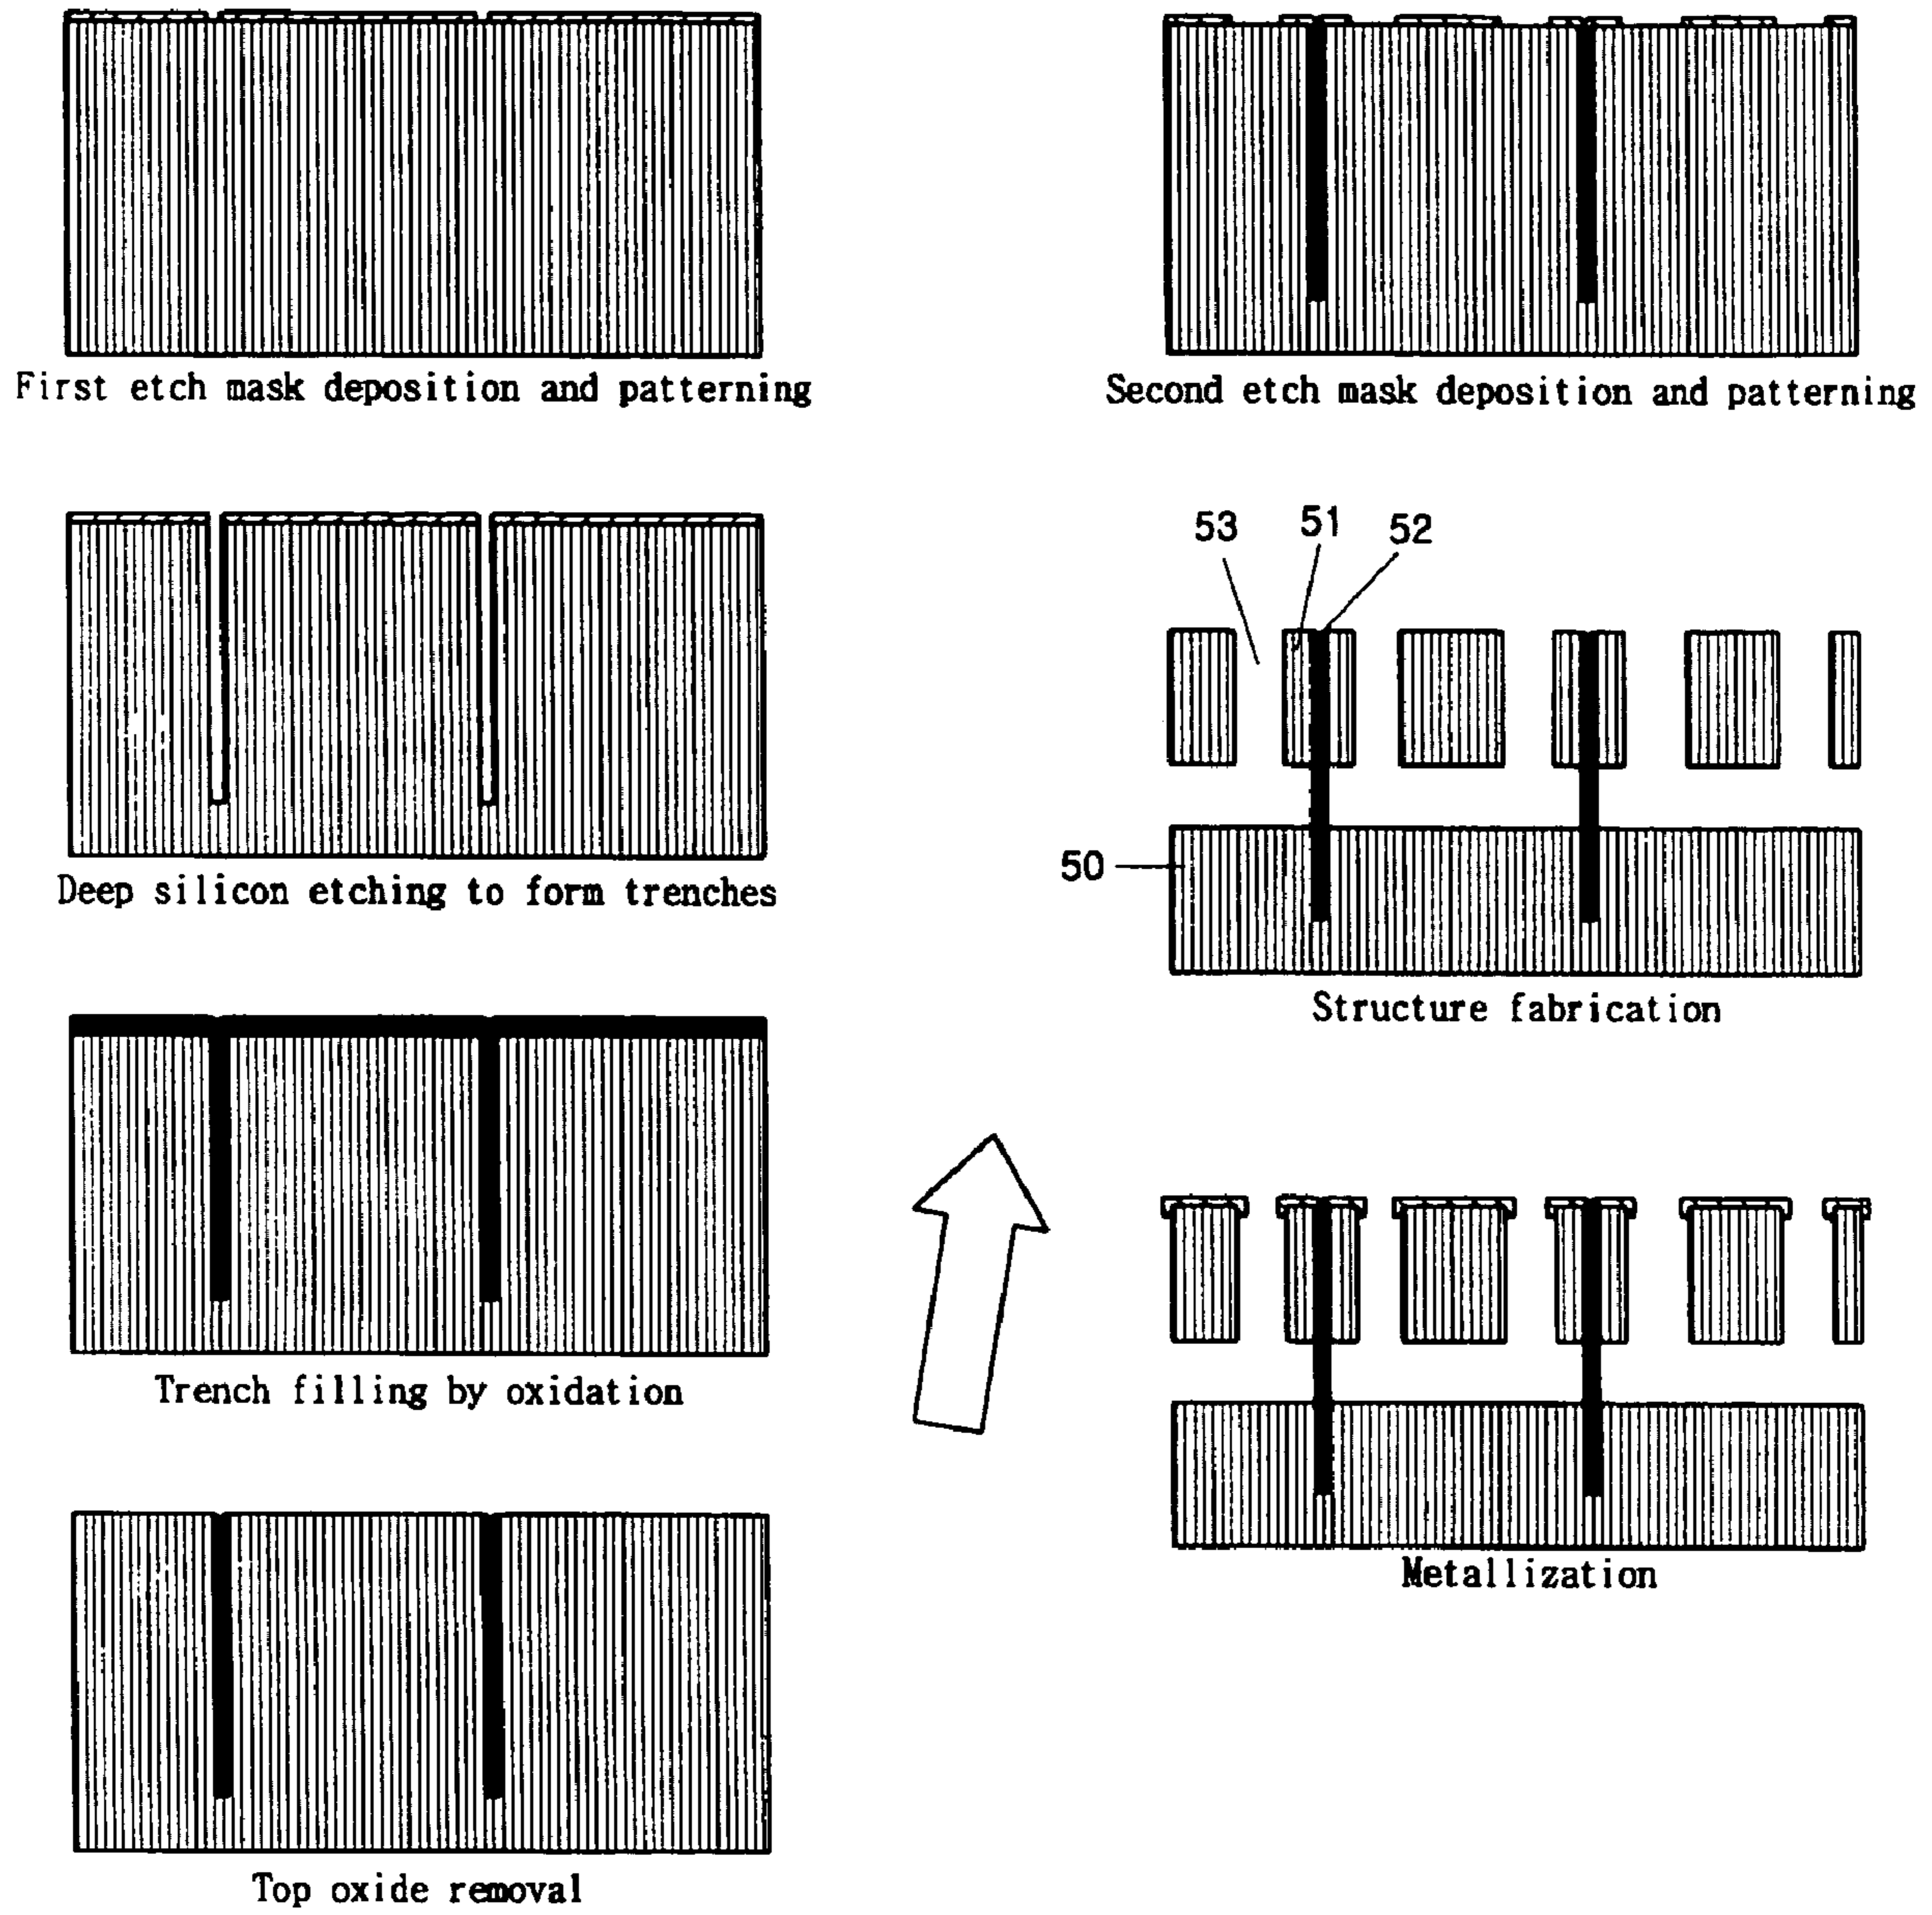 First etch mask deposition and patterning
Deep silicon etching to form trenches
Trench filling by oxidation
Top oxide removal
Second etch mask deposition and patterning
53 51 52
50
Structure fabrication
Metallization